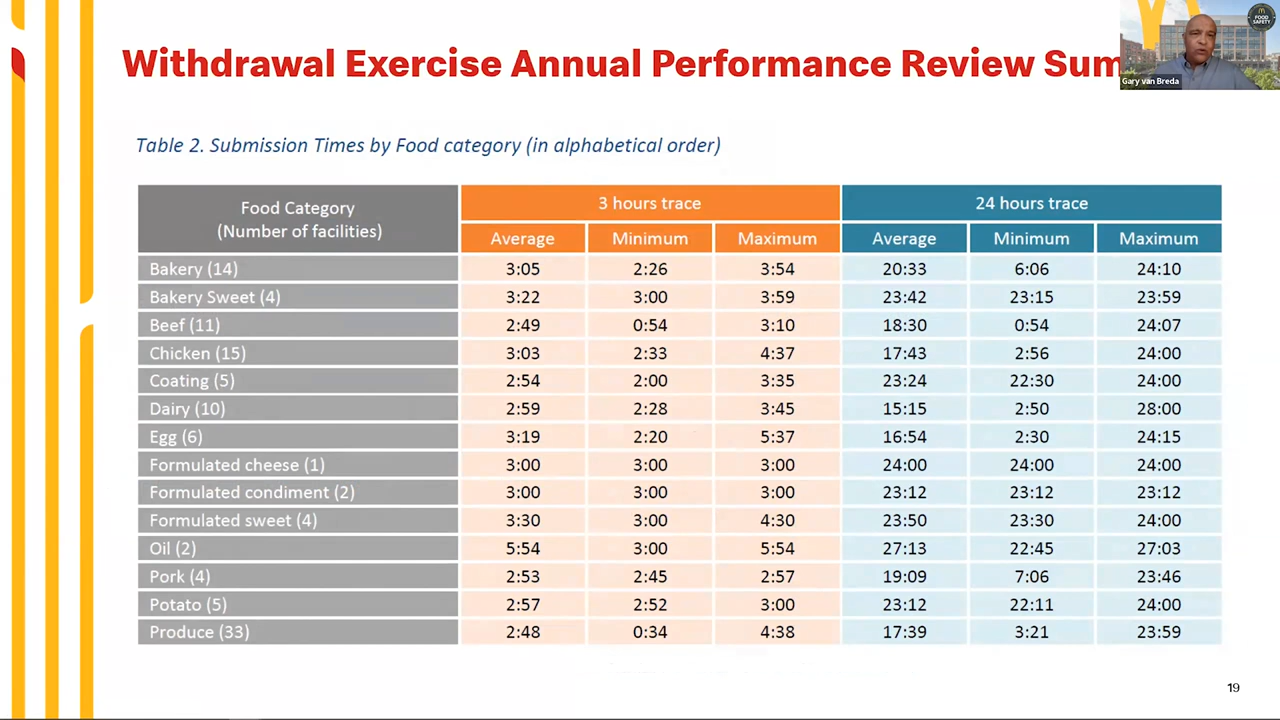 Withdrawal Exercise Annual Performance Review
FOOD SAFETY
Gary van Breda
Table 2. Submission Times by Food category (in alphabetical order)
Food Category
(Number of facilities)
3 hours trace 24 hours trace
Average Minimum Maximum Average Minimum Maximum
Bakery (14) 3:05 2:26 3:54 20:33 6:06 24:10
Bakery Sweet (4) 3:22 3:00 3:59 23:42 23:15 23:59
Beef (11) 2:49 0:54 3:10 18:30 0:54 24:07
Chicken (15) 3:03 2:33 4:37 17:43 2:56 24:00
Coating (5) 2:54 2:00 3:35 23:24 22:30 24:00
Dairy (10) 2:59 2:28 3:45 15:15 2:50 28:00
Egg (6) 3:19 2:20 5:37 16:54 2:30 24:15
Formulated cheese (1) 3:00 3:00 3:00 24:00 24:00 24:00
Formulated condiment (2) 3:00 3:00 3:00 23:12 23:12 23:12
Formulated sweet (4) 3:30 3:00 4:30 23:50 23:30 24:00
Oil (2) 5:54 3:00 5:54 27:13 22:45 27:03
Pork (4) 2:53 2:45 2:57 19:09 7:06 23:46
Potato (5) 2:57 2:52 3:00 23:12 22:11 24:00
Produce (33) 2:48 0:34 4:38 17:39 3:21 23:59
19